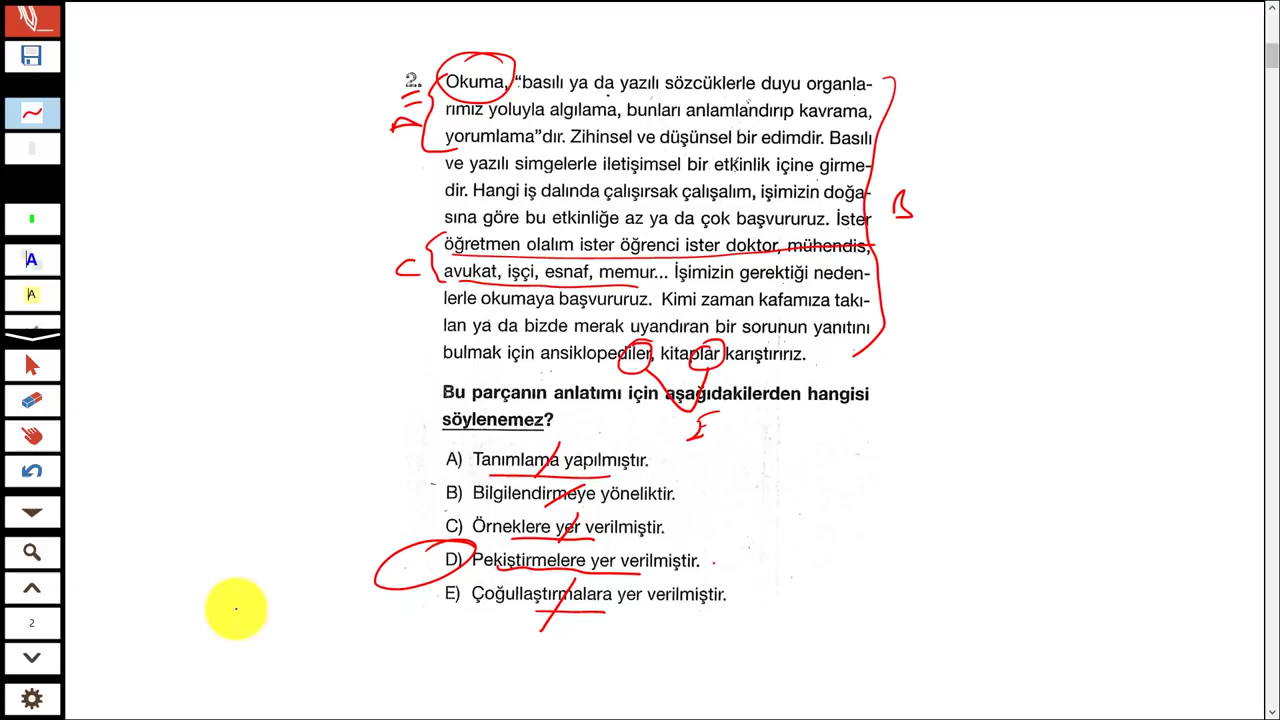 2. Okuma, “basılı ya da yazılı sözcüklerle duyu organla-
rımız yoluyla algılama, bunları anlamlandırıp kavrama,
A yorumlama”dır. Zihinsel ve düşünsel bir edimdir. Basılı
ve yazılı simgelerle iletişimsel bir etkinlik içine girme-
dir. Hangi iş dalında çalışırsak çalışalım, işimizin doğa-
B
sına göre bu etkinliğe az ya da çok başvururuz. İster
öğretmen olalım ister öğrenci ister doktor, mühendis,
C avukat, işçi, esnaf, memur... İşimizin gerektiği neden-
lerle okumaya başvururuz. Kimi zaman kafamıza takı-
lan ya da bizde merak uyandıran bir sorunun yanıtını
bulmak için ansiklopediler, kitaplar karıştırırız.
Bu parçanın anlatımı için aşağıdakilerden hangisi
söylenemez?
E
A) Tanımlama yapılmıştır.
B) Bilgilendirmeye yöneliktir.
C) Örneklere yer verilmiştir.
D) Pekiştirmelere yer verilmiştir.
E) Çoğullaştırmalara yer verilmiştir.
A
A
2